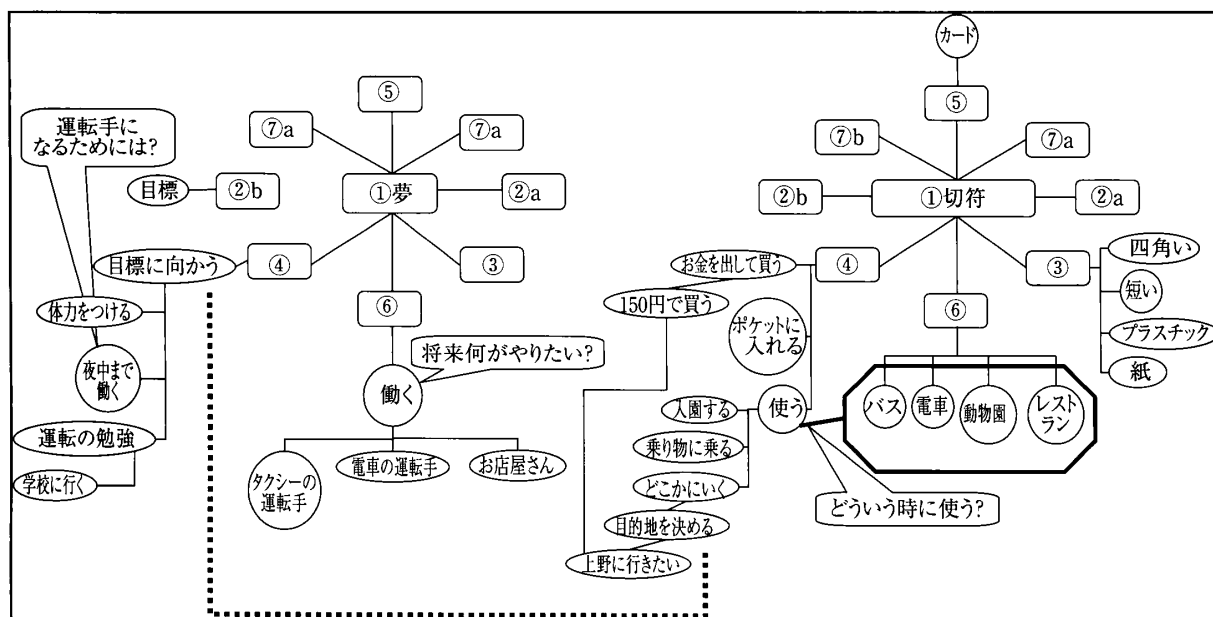 カード
⑤
⑦b
⑦a
②b
①切符
②a
④
③
⑥
四角い
短い
プラスチック
紙
バス
電車
動物園
レスト
ラン
お金を出して買う
150円で買う
ポケットに
入れる
使う
入園する
乗り物に乗る
どこかにいく
目的地を決める
上野に行きたい
どういう時に使う?
⑤
⑦a
⑦a
運転手に
なるためには?
目標
②b
①夢
②a
目標に向かう
④
③
⑥
体力をつける
夜中まで
働く
運転の勉強
学校に行く
将来何がやりたい?
働く
タクシーの
運転手
電車の運転手
お店屋さん